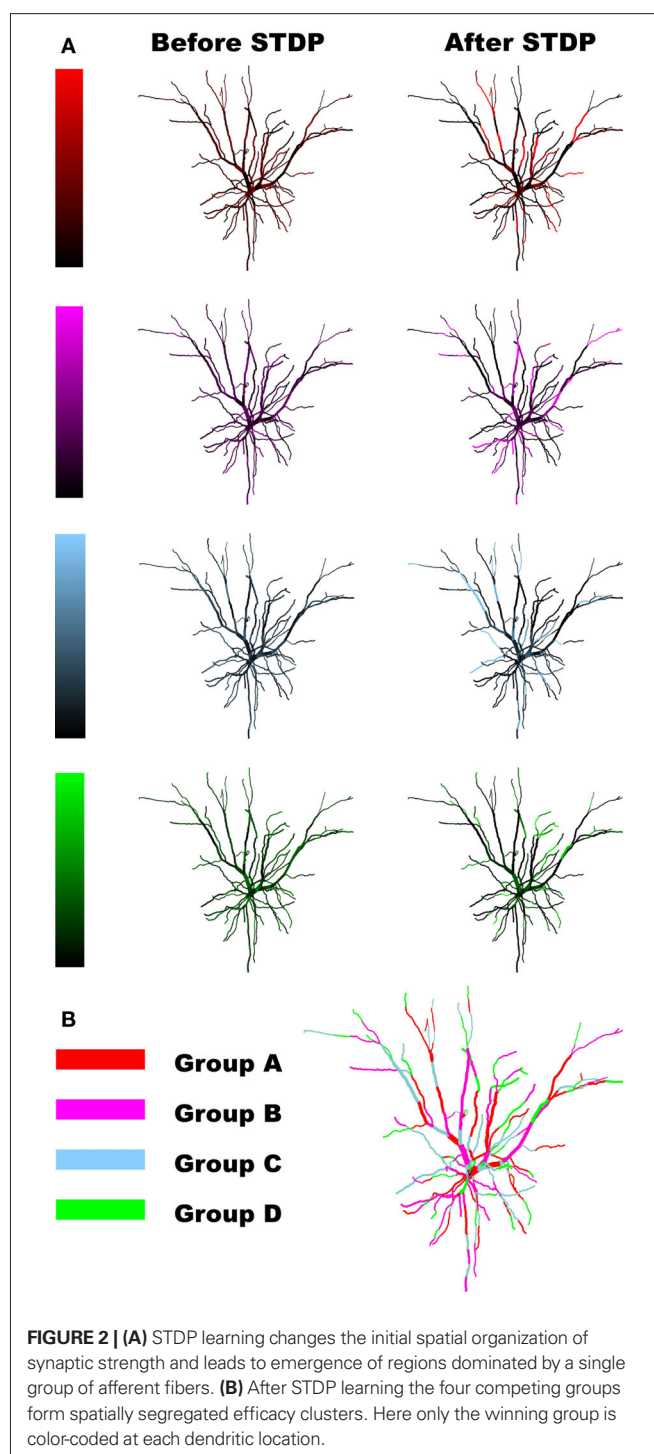 A
Before STDP
After STDP
B
Group A
Group B
Group C
Group D
FIGURE 2 | (A) STDP learning changes the initial spatial organization of
synaptic strength and leads to emergence of regions dominated by a single
group of afferent fibers. (B) After STDP learning the four competing groups
form spatially segregated efficacy clusters. Here only the winning group is
color-coded at each dendritic location.